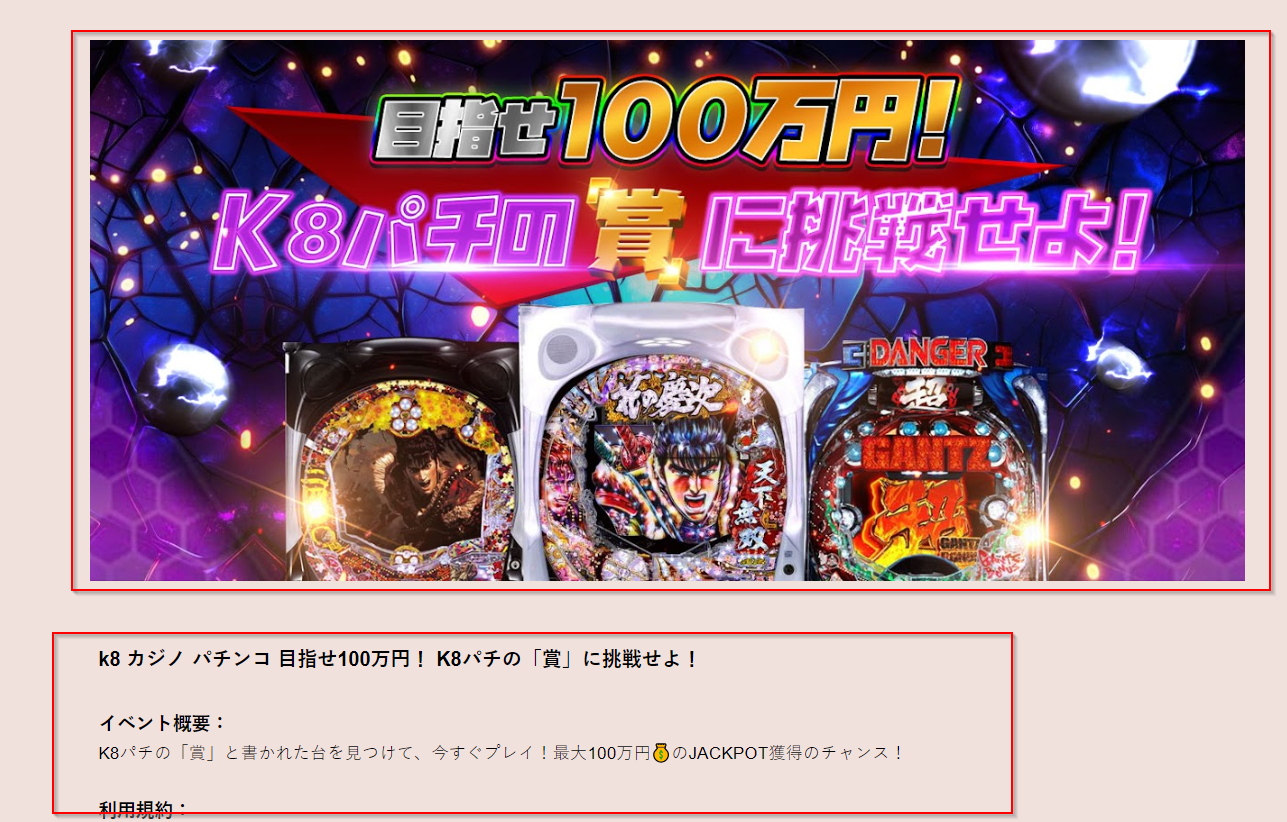 目指せ100万円!
K8パチの「賞」に挑戦せよ!
DANGER
超
花の慶次
GANTZ
天下無双
GANTZ
k8 カジノ パチンコ 目指せ100万円！ K8パチの「賞」に挑戦せよ！
イベント概要：
K8パチの「賞」と書かれた台を見つけて、今すぐプレイ！最大100万円💰のJACKPOT獲得のチャンス！
利用規約：